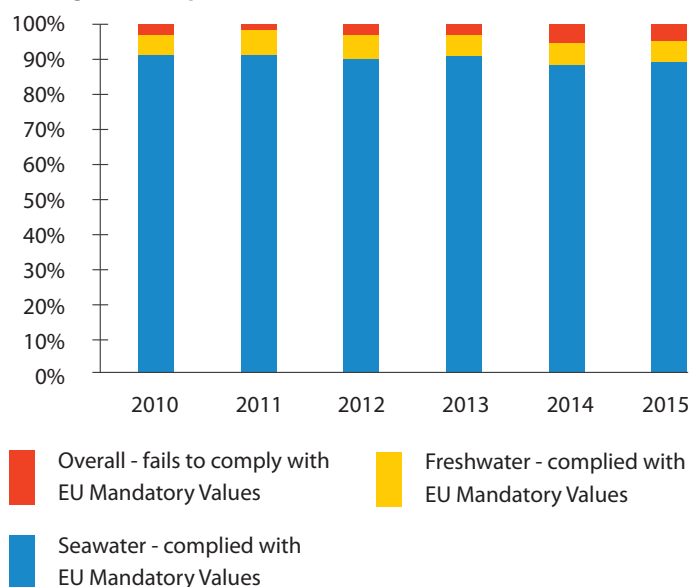 100%
90%
80%
70%
60%
50%
40%
30%
20%
10%
0%
2010 2011 2012 2013 2014 2015
Overall - fails to comply with
EU Mandatory Values
Freshwater - complied with
EU Mandatory Values
Seawater - complied with
EU Mandatory Values